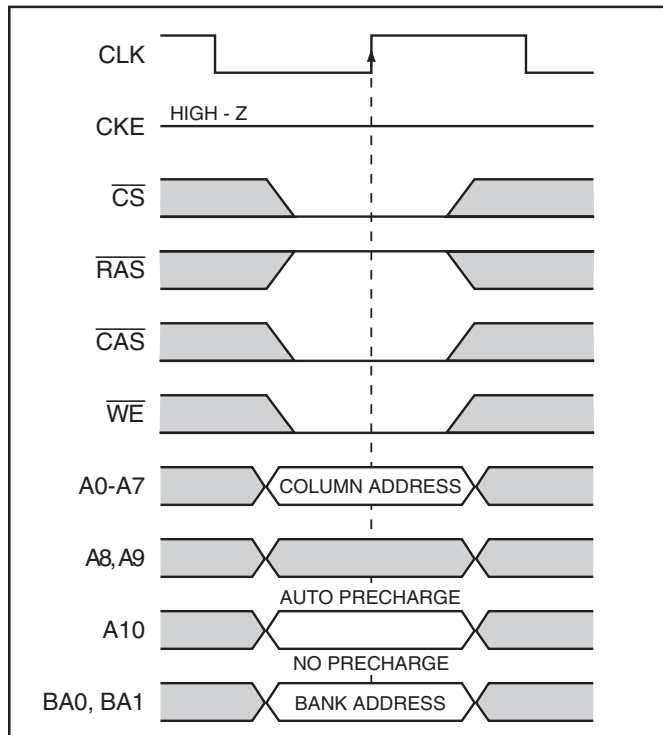 CLK
CKE HIGH - Z
CS
RAS
CAS
WE
A0-A7 COLUMN ADDRESS
A8, A9
AUTO PRECHARGE
A10
NO PRECHARGE
BA0, BA1 BANK ADDRESS